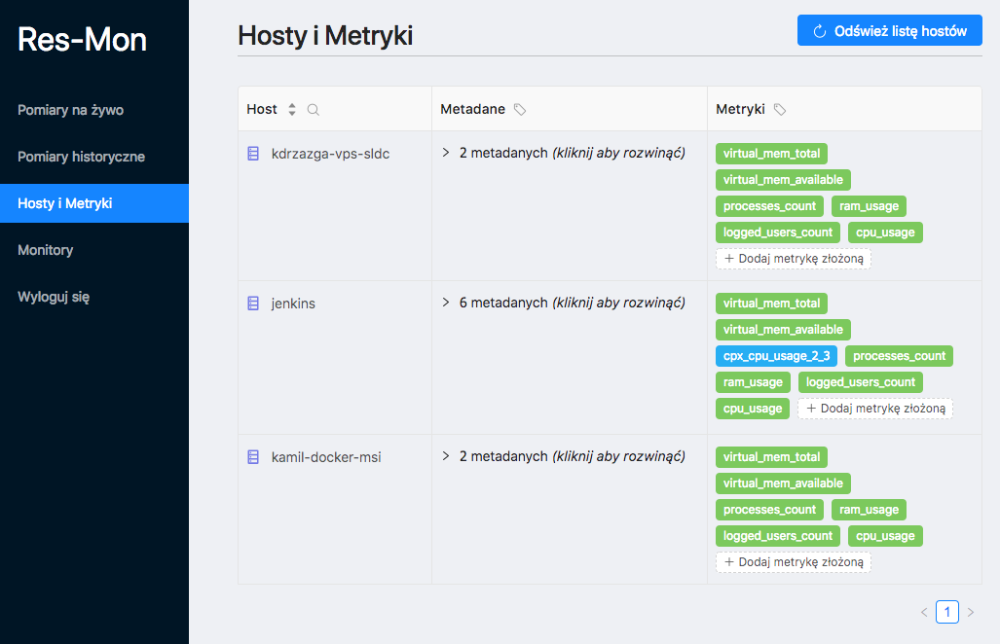 Res-Mon
Pomiary na żywo
Pomiary historyczne
Hosty i Metryki
Monitory
Wyloguj się
Hosty i Metryki
Odśwież listę hostów
Host Metadane Metryki
kdrzazga-vps-sldc
2 metadanych (kliknij aby rozwinąć)
virtual_mem_total
virtual_mem_available
processes_count ram_usage
logged_users_count cpu_usage
+ Dodaj metrykę złożoną
jenkins
6 metadanych (kliknij aby rozwinąć)
virtual_mem_total
virtual_mem_available
cpx_cpu_usage_2_3 processes_count
ram_usage logged_users_count
cpu_usage + Dodaj metrykę złożoną
kamil-docker-msi
2 metadanych (kliknij aby rozwinąć)
virtual_mem_total
virtual_mem_available
processes_count ram_usage
logged_users_count cpu_usage
+ Dodaj metrykę złożoną
1